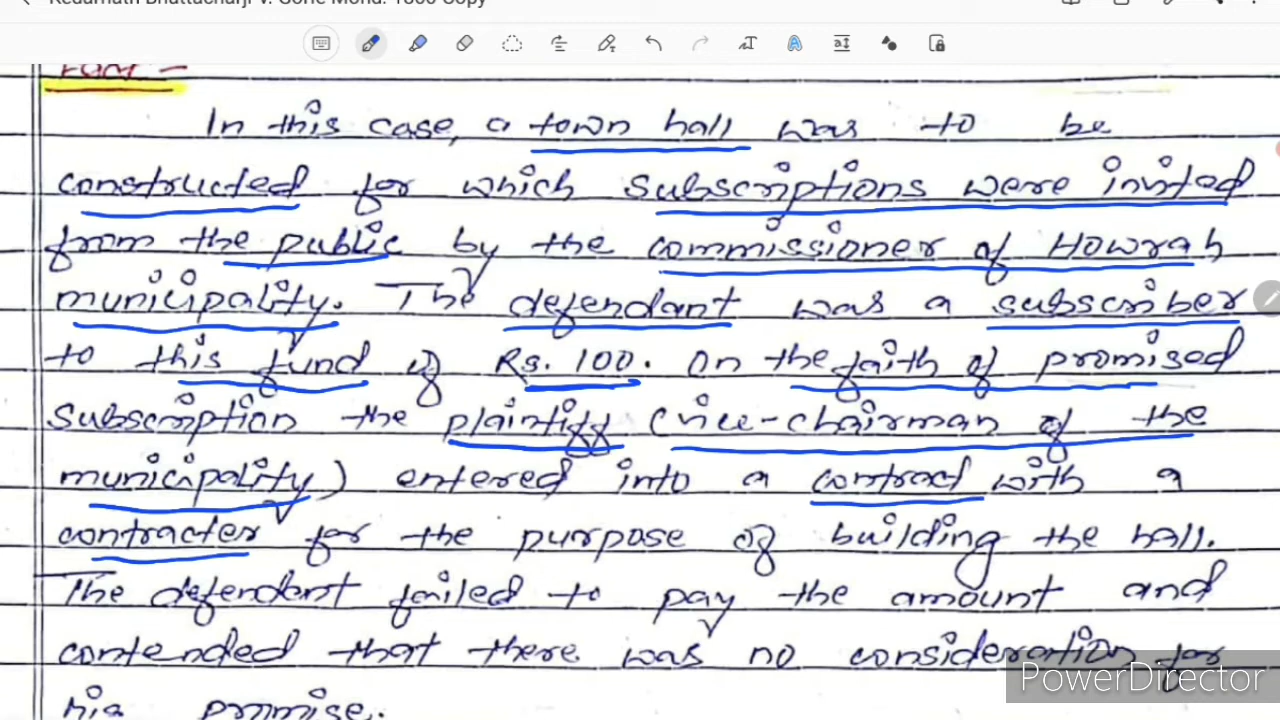 Kedarnath Bhattacharji v. Gorie Mohd. 1886 Copy
Fact -
In this case, a town hall was to be
constructed for which subscriptions were invited
from the public by the commissioner of Howrah
municipality. The defendant was a subscriber
to this fund of Rs. 100. On the faith of promised
subscription the plaintiff (vice-chairman of the
municipality) entered into a contract with a
contracter for the purpose of building the hall.
The defendant failed to pay the amount and
contended that there was no consideration for
his promise.
PowerDirector